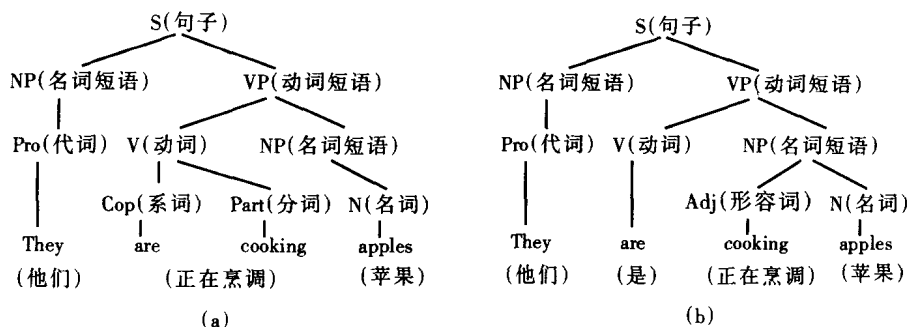 S(句子)
NP(名词短语) VP(动词短语)
Pro(代词) V(动词) NP(名词短语)
Cop(系词) Part(分词) N(名词)
They are cooking apples
(他们) (正在烹调) (苹果)
(a)
S(句子)
NP(名词短语) VP(动词短语)
Pro(代词) V(动词) NP(名词短语)
Adj(形容词) N(名词)
They are cooking apples
(他们) (是) (正在烹调) (苹果)
(b)